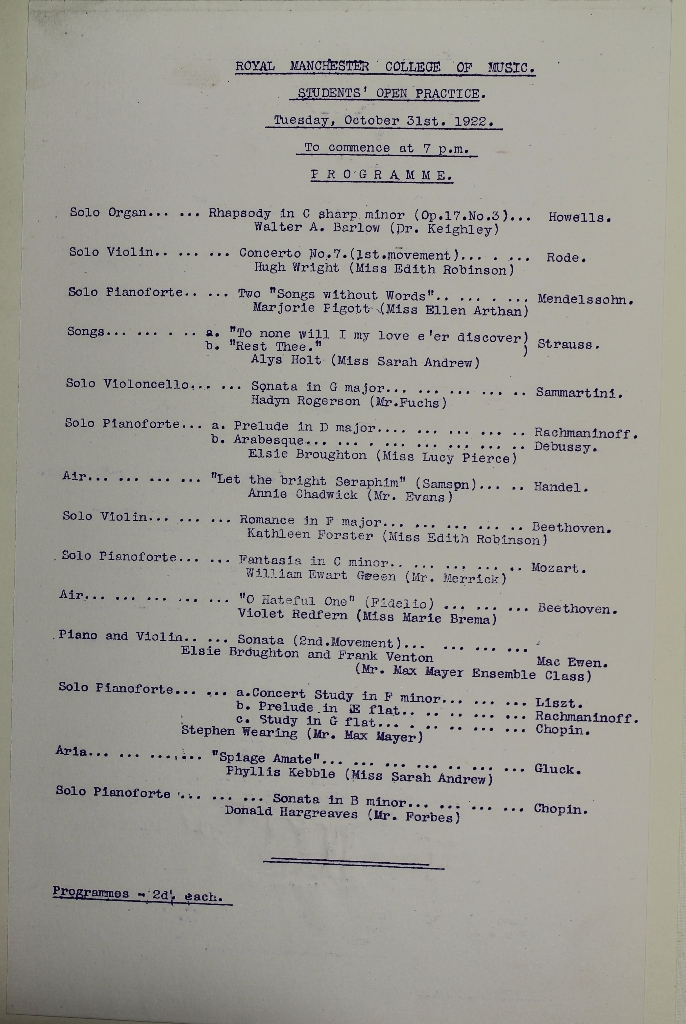 ROYAL MANCHESTER COLLEGE OF MUSIC.
STUDENTS' OPEN PRACTICE.
Tuesday, October 31st. 1922.
To commence at 7 p.m.
PROGRAMME.
Solo Organ... ... Rhapsody in C sharp minor (Op.17.No.3)... Howells.
Walter A. Barlow (Dr. Keighley)
Solo Violin.. ... ... Concerto No.7.(1st.movement)... . ... Rode.
Hugh Wright (Miss Edith Robinson)
Solo Pianoforte.. ... Two "Songs without Words".. ... . ... Mendelssohn.
Marjorie Pigott (Miss Ellen Arthan)
Songs... ... . .. a. "To none will I my love e'er discover)
b. "Rest Thee." ) Strauss.
Alys Holt (Miss Sarah Andrew)
Solo Violoncello... ... Sonata in G major... ... ... ... .. Sammartini.
Hadyn Rogerson (Mr.Fuchs)
Solo Pianoforte... a. Prelude in D major.... ... ... ... .. Rachmaninoff.
b. Arabesque... ... . ... ... ... ... .. Debussy.
Elsie Broughton (Miss Lucy Pierce)
Air... ... ... ... "Let the bright Seraphim" (Samson)... .. Handel.
Annie Chadwick (Mr. Evans)
Solo Violin... ... ... Romance in F major... ... ... ... .. Beethoven.
Kathleen Forster (Miss Edith Robinson)
Solo Pianoforte... ... Fantasia in C minor.. ... ... ... .. Mozart.
William Ewart Green (Mr. Merrick)
Air... ... ... ... ... "O Hateful One" (Fidelio) ... ... ... Beethoven.
Violet Redfern (Miss Marie Brema)
Piano and Violin.. ... Sonata (2nd.Movement)... ... ... ... Mac Ewen.
Elsie Broughton and Frank Venton
(Mr. Max Mayer Ensemble Class)
Solo Pianoforte... ... a.Concert Study in F minor... ... ... Liszt.
b. Prelude in E flat.. .. ... ... ... Rachmaninoff.
c. Study in G flat... . .. ... ... ... Chopin.
Stephen Wearing (Mr. Max Mayer)
Aria... ... ...... ... "Spiage Amate"... ... ... .. ... ... Gluck.
Phyllis Kebble (Miss Sarah Andrew)
Solo Pianoforte ... ... ... Sonata in B minor... ... ... ... Chopin.
Donald Hargreaves (Mr. Forbes)
Programmes - 2d. each.